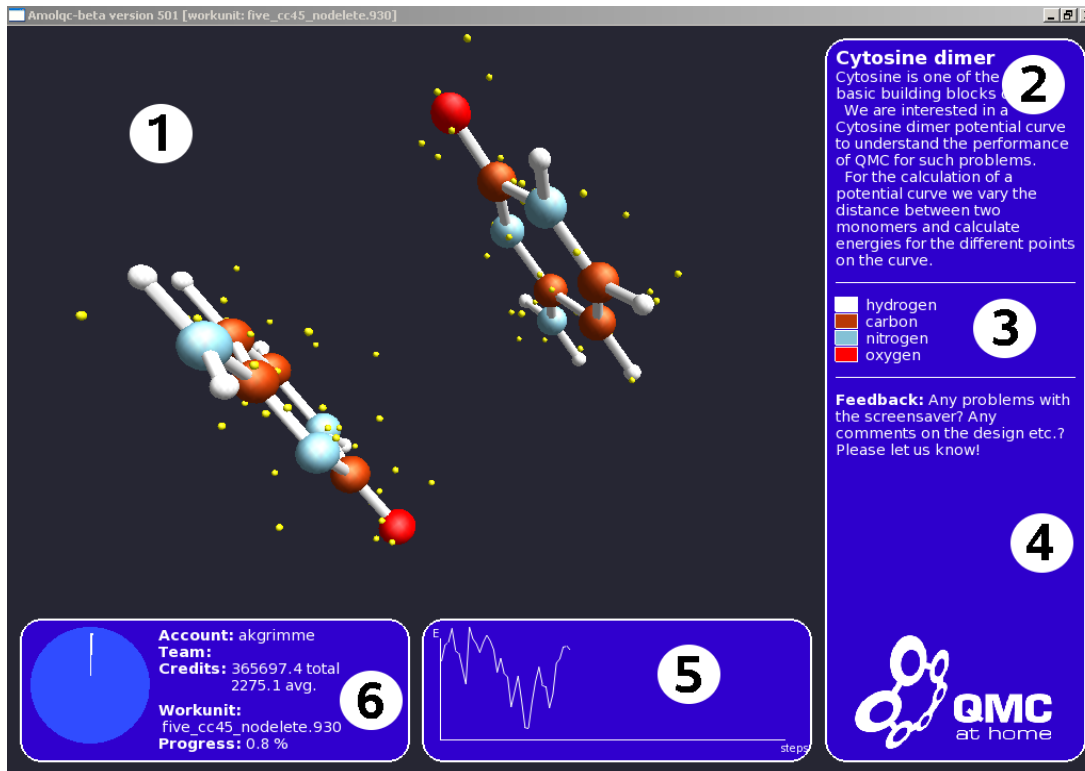 Amolqc-beta version 501 [workunit: five_cc45_nodelete.930]
1
Cytosine dimer
Cytosine is one of the
basic building blocks
2
We are interested in a
Cytosine dimer potential curve
to understand the performance
of QMC for such problems.
For the calculation of a
potential curve we vary the
distance between two
monomers and calculate
energies for the different points
on the curve.
hydrogen
carbon
nitrogen
oxygen
3
Feedback: Any problems with
the screensaver? Any
comments on the design etc.?
Please let us know!
4
QMC
at home
Account: akgrimme
Team:
Credits: 365697.4 total
2275.1 avg.
Workunit:
five_cc45_nodelete.930
Progress: 0.8 %
6
E
5
steps